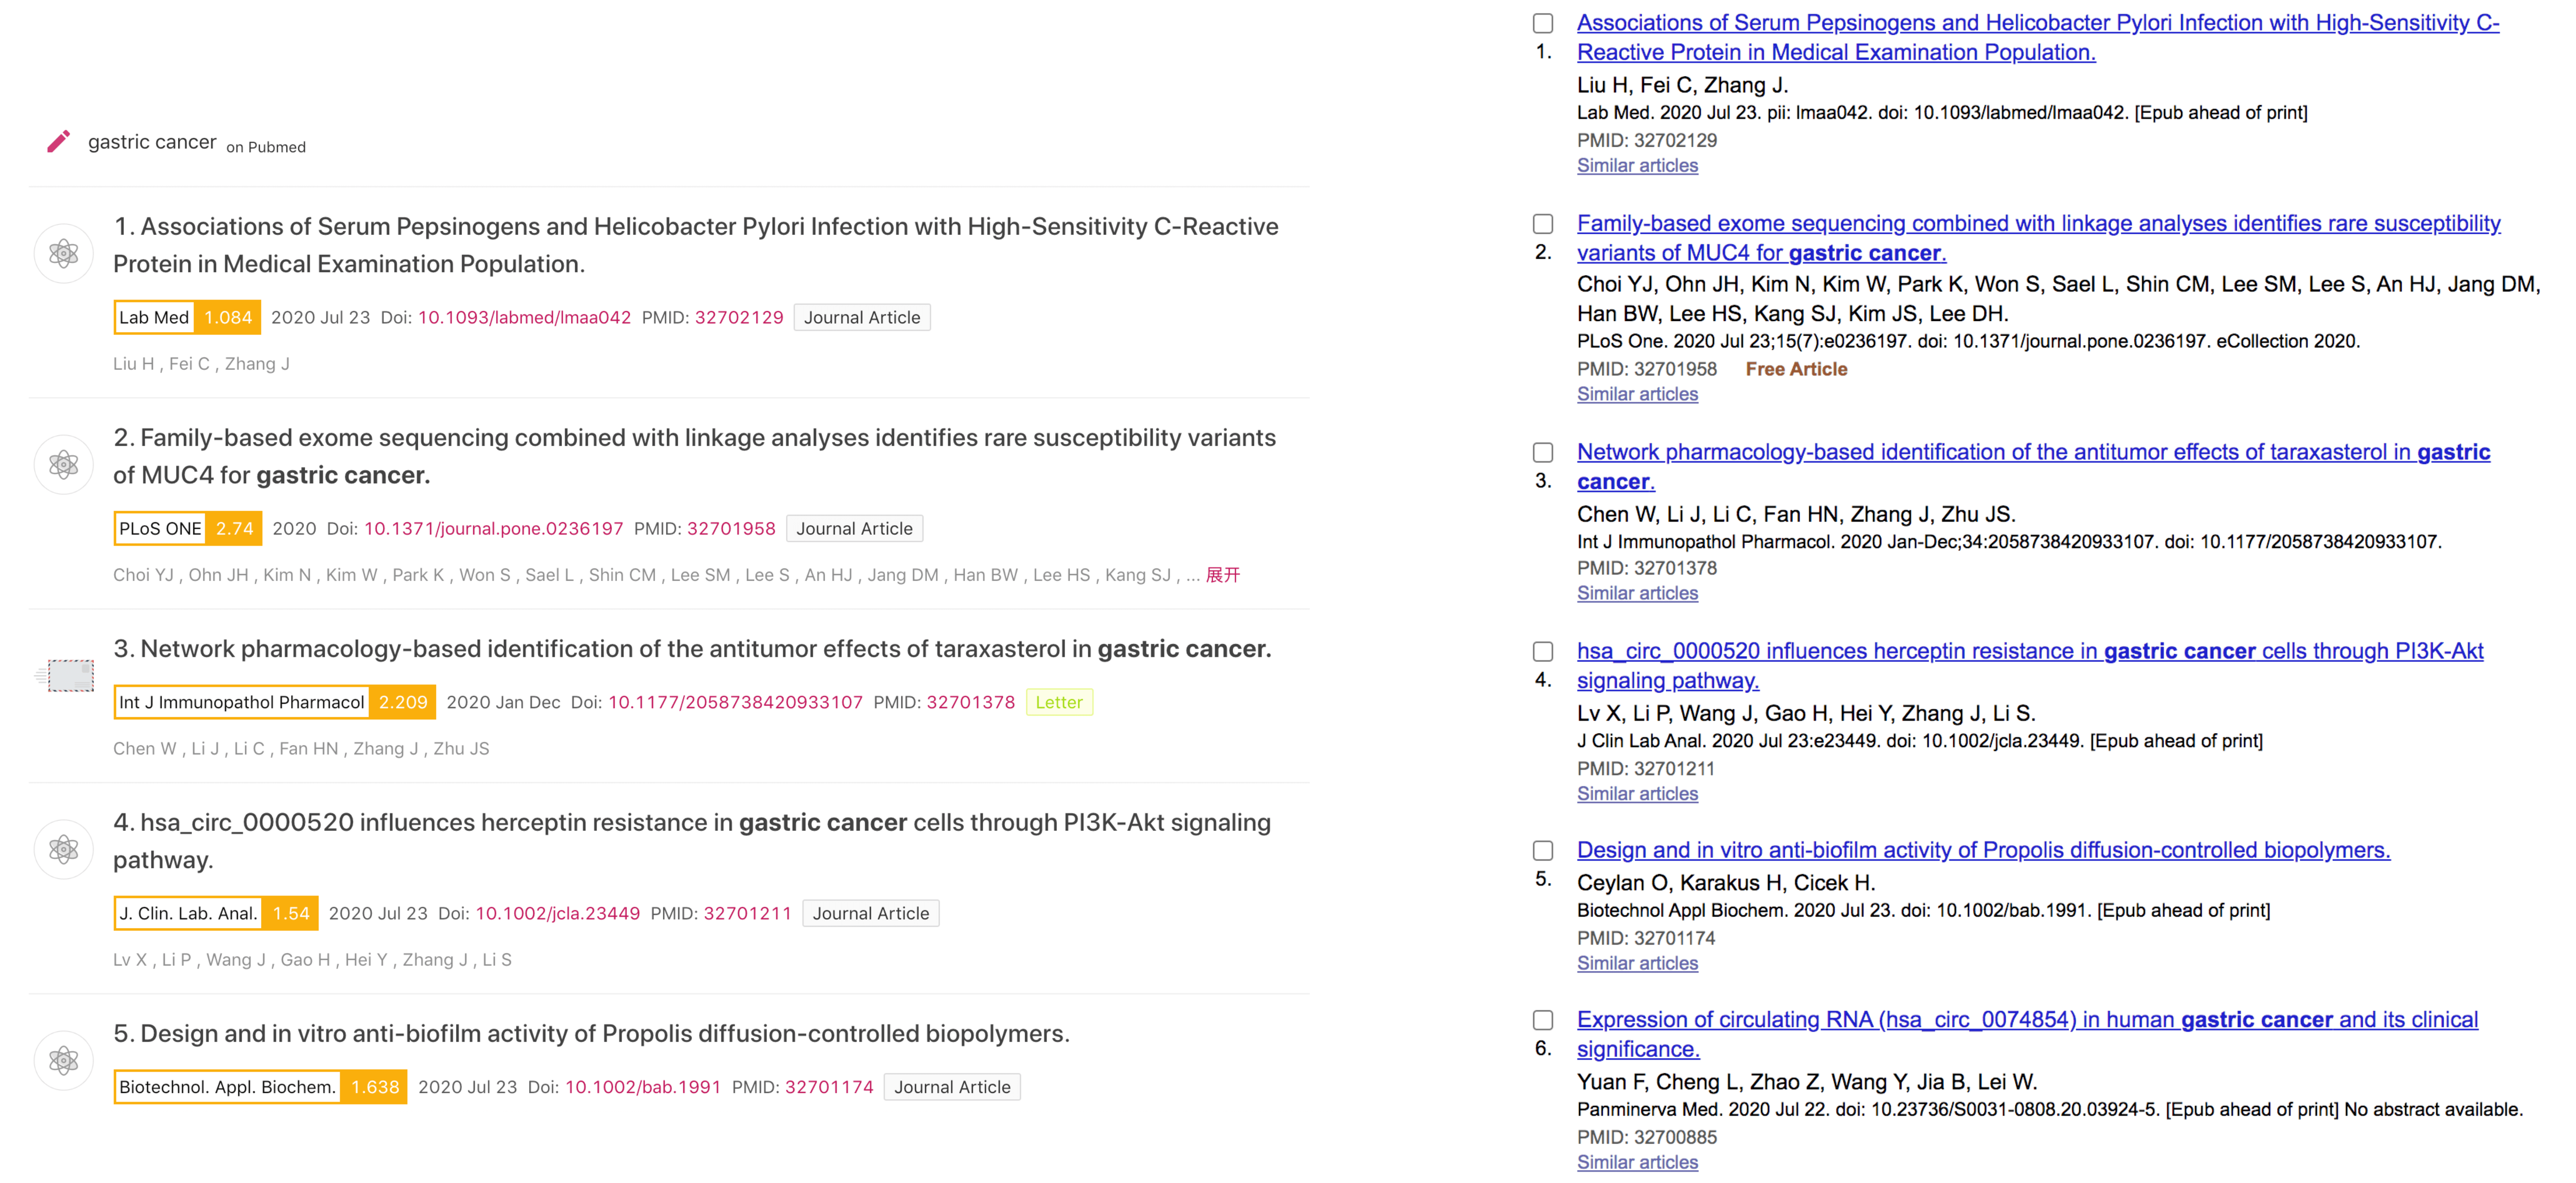 gastric cancer on Pubmed
1. Associations of Serum Pepsinogens and Helicobacter Pylori Infection with High-Sensitivity C-Reactive
Protein in Medical Examination Population.
Lab Med 1.084 2020 Jul 23 Doi: 10.1093/labmed/lmaa042 PMID: 32702129 Journal Article
Liu H , Fei C , Zhang J
2. Family-based exome sequencing combined with linkage analyses identifies rare susceptibility variants
of MUC4 for gastric cancer.
PLoS ONE 2.74 2020 Doi: 10.1371/journal.pone.0236197 PMID: 32701958 Journal Article
Choi YJ , Ohn JH , Kim N , Kim W , Park K , Won S , Sael L , Shin CM , Lee SM , Lee S , An HJ , Jang DM , Han BW , Lee HS , Kang SJ , ... 展开
3. Network pharmacology-based identification of the antitumor effects of taraxasterol in gastric cancer.
Int J Immunopathol Pharmacol 2.209 2020 Jan Dec Doi: 10.1177/2058738420933107 PMID: 32701378 Letter
Chen W , Li J , Li C , Fan HN , Zhang J , Zhu JS
4. hsa_circ_0000520 influences herceptin resistance in gastric cancer cells through PI3K-Akt signaling
pathway.
J. Clin. Lab. Anal. 1.54 2020 Jul 23 Doi: 10.1002/jcla.23449 PMID: 32701211 Journal Article
Lv X , Li P , Wang J , Gao H , Hei Y , Zhang J , Li S
5. Design and in vitro anti-biofilm activity of Propolis diffusion-controlled biopolymers.
Biotechnol. Appl. Biochem. 1.638 2020 Jul 23 Doi: 10.1002/bab.1991 PMID: 32701174 Journal Article
Associations of Serum Pepsinogens and Helicobacter Pylori Infection with High-Sensitivity C-
1. Reactive Protein in Medical Examination Population.
Liu H, Fei C, Zhang J.
Lab Med. 2020 Jul 23. pii: lmaa042. doi: 10.1093/labmed/lmaa042. [Epub ahead of print]
PMID: 32702129
Similar articles
Family-based exome sequencing combined with linkage analyses identifies rare susceptibility
2. variants of MUC4 for gastric cancer.
Choi YJ, Ohn JH, Kim N, Kim W, Park K, Won S, Sael L, Shin CM, Lee SM, Lee S, An HJ, Jang DM,
Han BW, Lee HS, Kang SJ, Kim JS, Lee DH.
PLoS One. 2020 Jul 23;15(7):e0236197. doi: 10.1371/journal.pone.0236197. eCollection 2020.
PMID: 32701958 Free Article
Similar articles
Network pharmacology-based identification of the antitumor effects of taraxasterol in gastric
3. cancer.
Chen W, Li J, Li C, Fan HN, Zhang J, Zhu JS.
Int J Immunopathol Pharmacol. 2020 Jan-Dec;34:2058738420933107. doi: 10.1177/2058738420933107.
PMID: 32701378
Similar articles
hsa_circ_0000520 influences herceptin resistance in gastric cancer cells through PI3K-Akt
4. signaling pathway.
Lv X, Li P, Wang J, Gao H, Hei Y, Zhang J, Li S.
J Clin Lab Anal. 2020 Jul 23:e23449. doi: 10.1002/jcla.23449. [Epub ahead of print]
PMID: 32701211
Similar articles
Design and in vitro anti-biofilm activity of Propolis diffusion-controlled biopolymers.
5. Ceylan O, Karakus H, Cicek H.
Biotechnol Appl Biochem. 2020 Jul 23. doi: 10.1002/bab.1991. [Epub ahead of print]
PMID: 32701174
Similar articles
Expression of circulating RNA (hsa_circ_0074854) in human gastric cancer and its clinical
6. significance.
Yuan F, Cheng L, Zhao Z, Wang Y, Jia B, Lei W.
Panminerva Med. 2020 Jul 22. doi: 10.23736/S0031-0808.20.03924-5. [Epub ahead of print] No abstract available.
PMID: 32700885
Similar articles